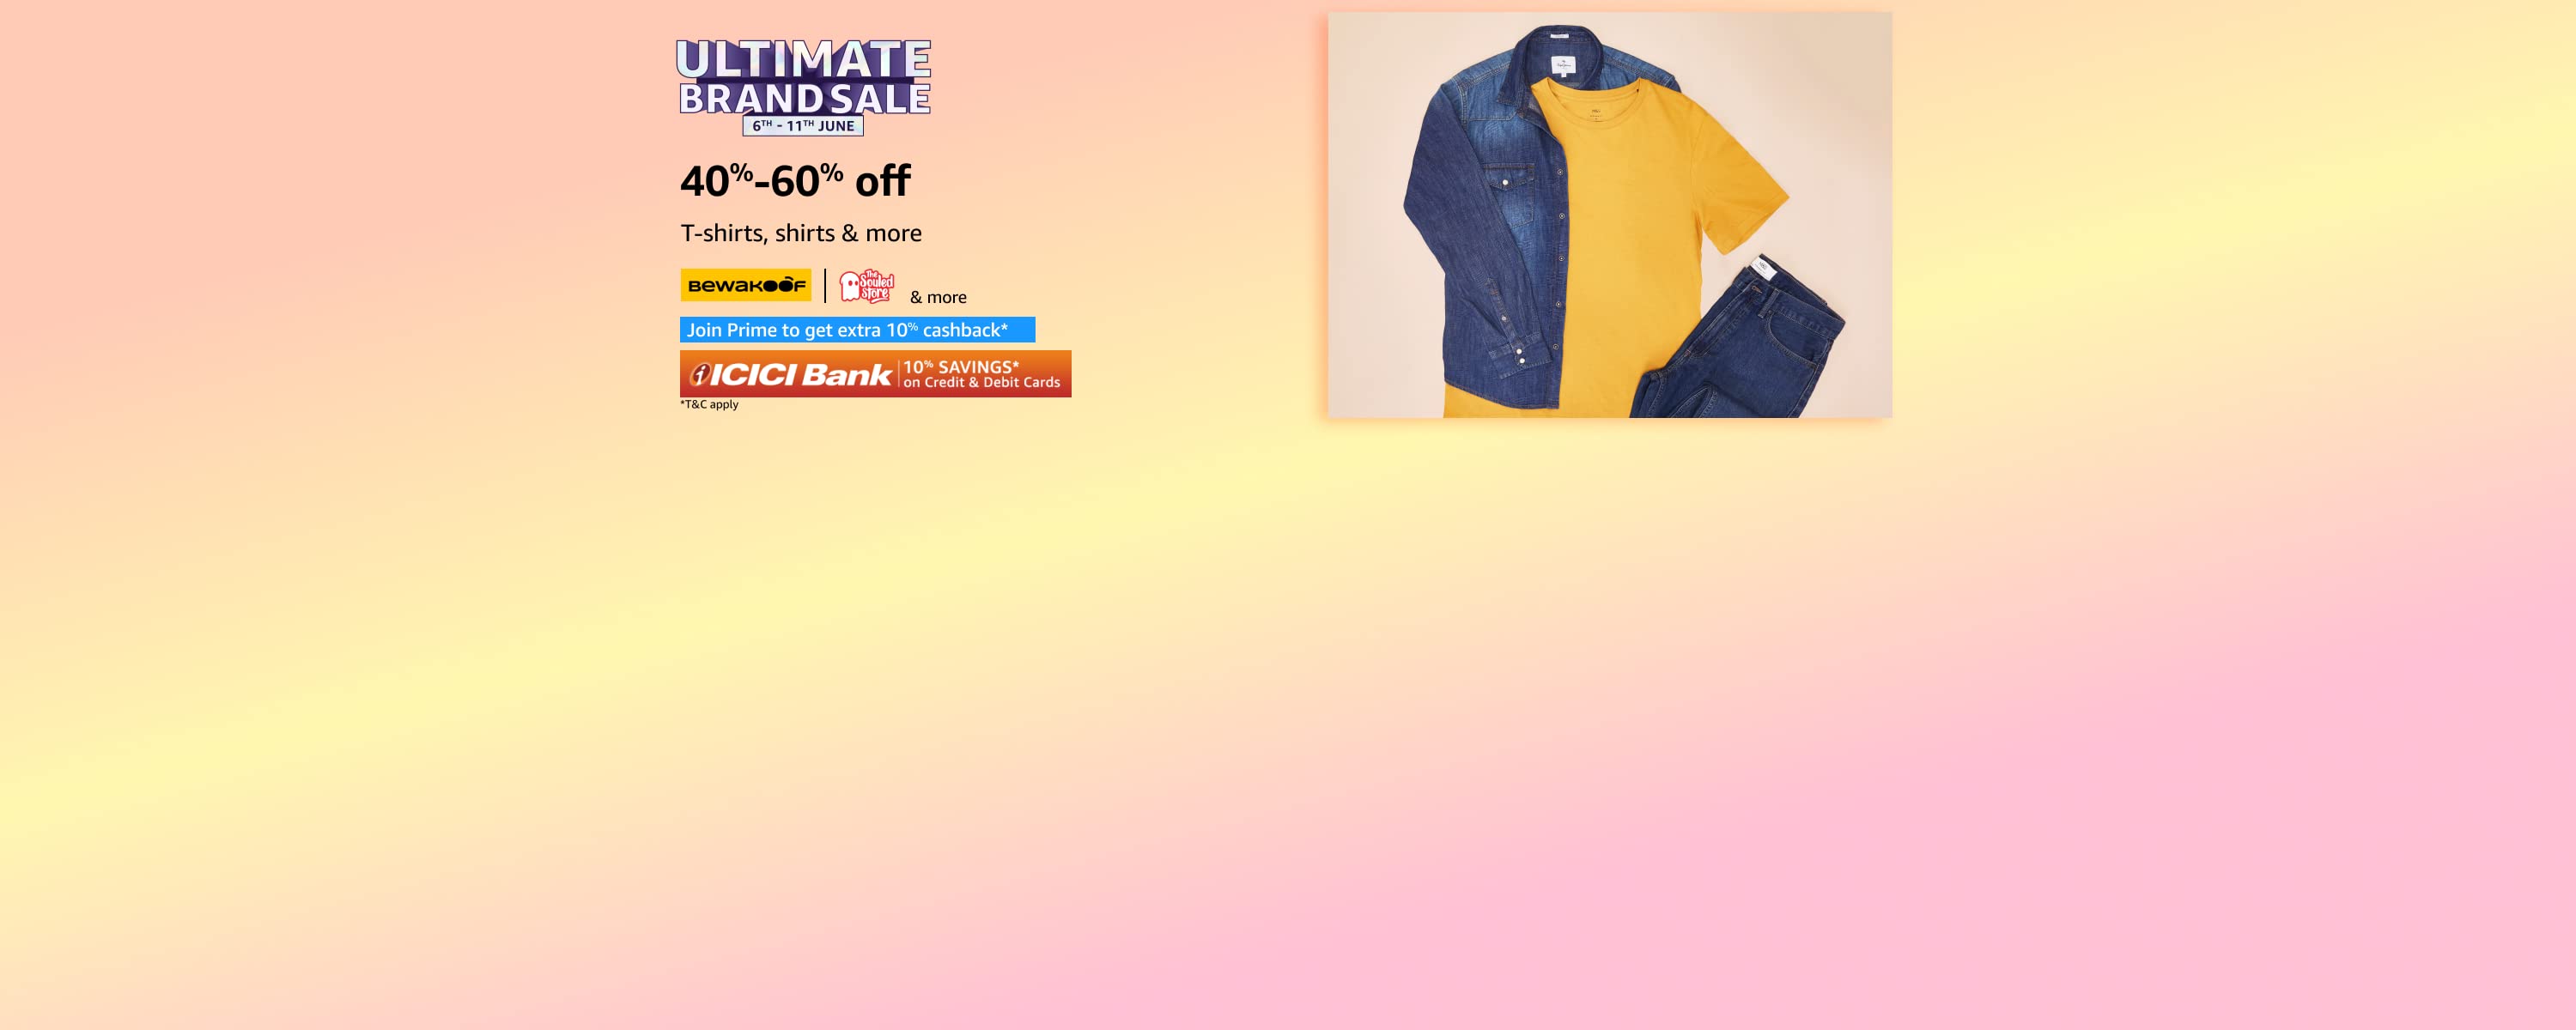 ULTIMATE
BRAND SALE
6TH - 11TH JUNE
40%-60% off
T-shirts, shirts & more
BEWAKOOF
The
Souled
Store
& more
Join Prime to get extra 10% cashback*
ICICI Bank
10% SAVINGS*
on Credit & Debit Cards
*T&C apply